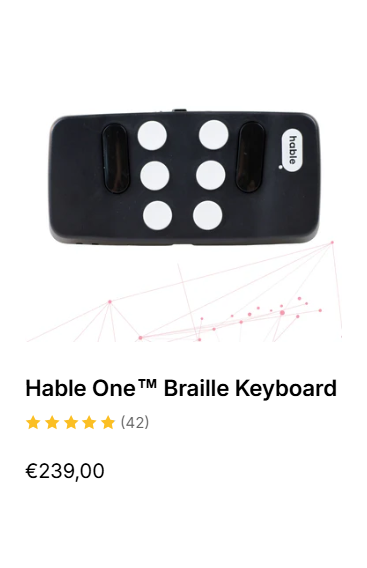 hable
Hable One™ Braille Keyboard
(42)
€239,00